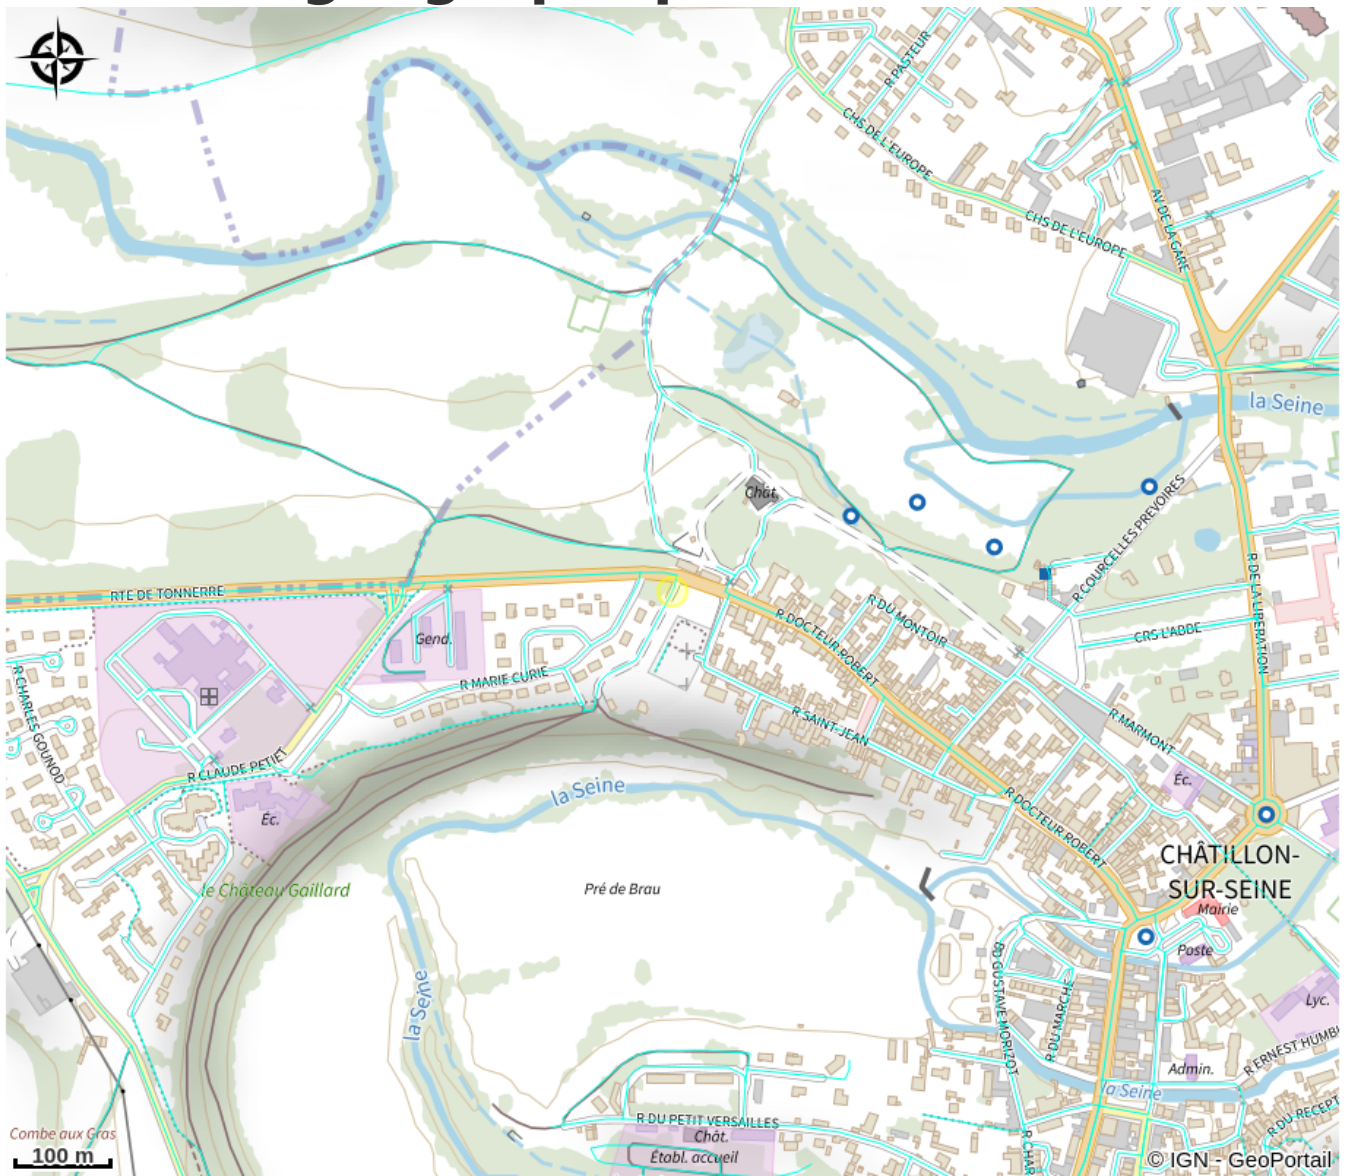 R PASTEUR
CHS DE L'EUROPE
CHS DE L'EUROPE
AV DE LA GARE
la Seine
Chât.
R COURCELLES PREVOIRES
R DE LA LIBERATION
RTE DE TONNERRE
R DU MONTOIR
R DOCTEUR ROBERT
CRS L'ABBE
Gend.
R MARIE CURIE
R CHARLES GOUNOD
R SAINT-JEAN
R MARMONT
R CLAUDE PETIET
Éc.
la Seine
R DOCTEUR ROBERT
Éc.
CHÂTILLON-
SUR-SEINE
Mairie
le Château Gaillard
Pré de Brau
Poste
la Seine
BD GUSTAVE MORIZOT
R DU MARCHE
Lyc.
R ERNEST HUMBL
Admin.
la Seine
R DU RECEPT
R DU PETIT VERSAILLES
Chât.
R CHAR
Combe aux Gras
Établ. accueil
100 m
© IGN - GeoPortail